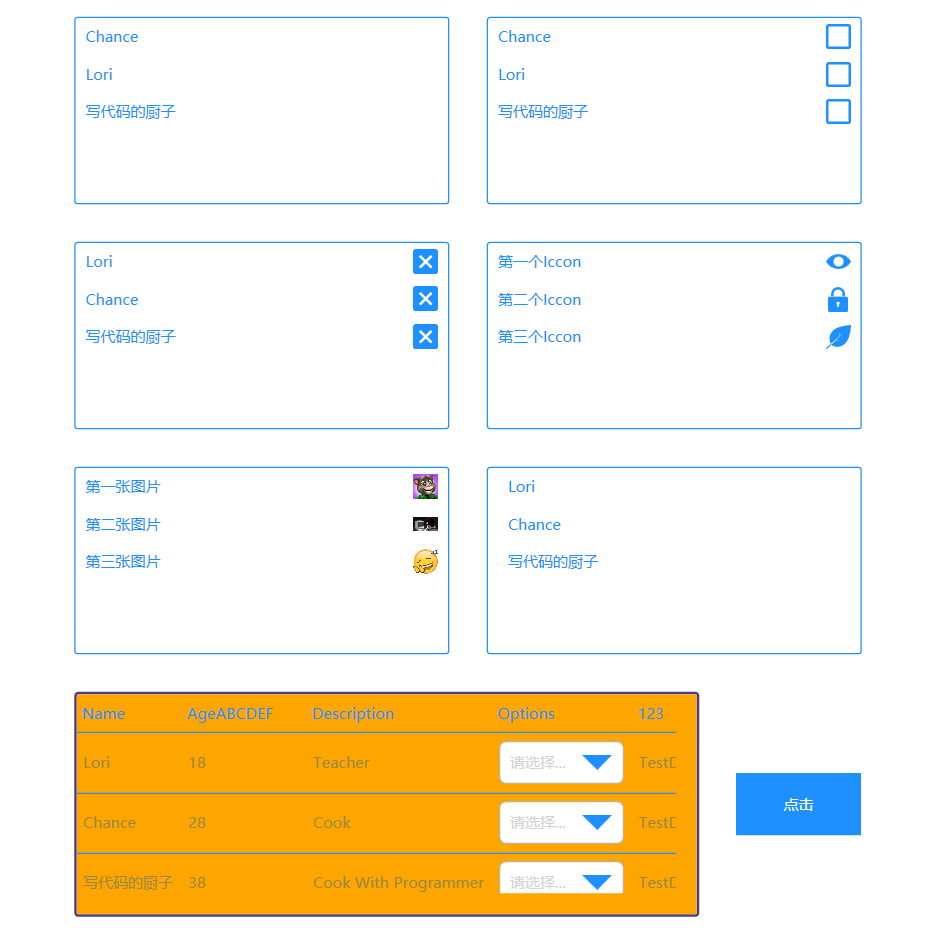 Chance
Lori
写代码的厨子
Chance
Lori
写代码的厨子
Lori
Chance
写代码的厨子
第一个Iccon
第二个Iccon
第三个Iccon
第一张图片
第二张图片
第三张图片
Lori
Chance
写代码的厨子
Name AgeABCDEF Description Options 123
Lori 18 Teacher 请选择... TestD
Chance 28 Cook 请选择... TestD
写代码的厨子 38 Cook With Programmer 请选择... TestD
点击